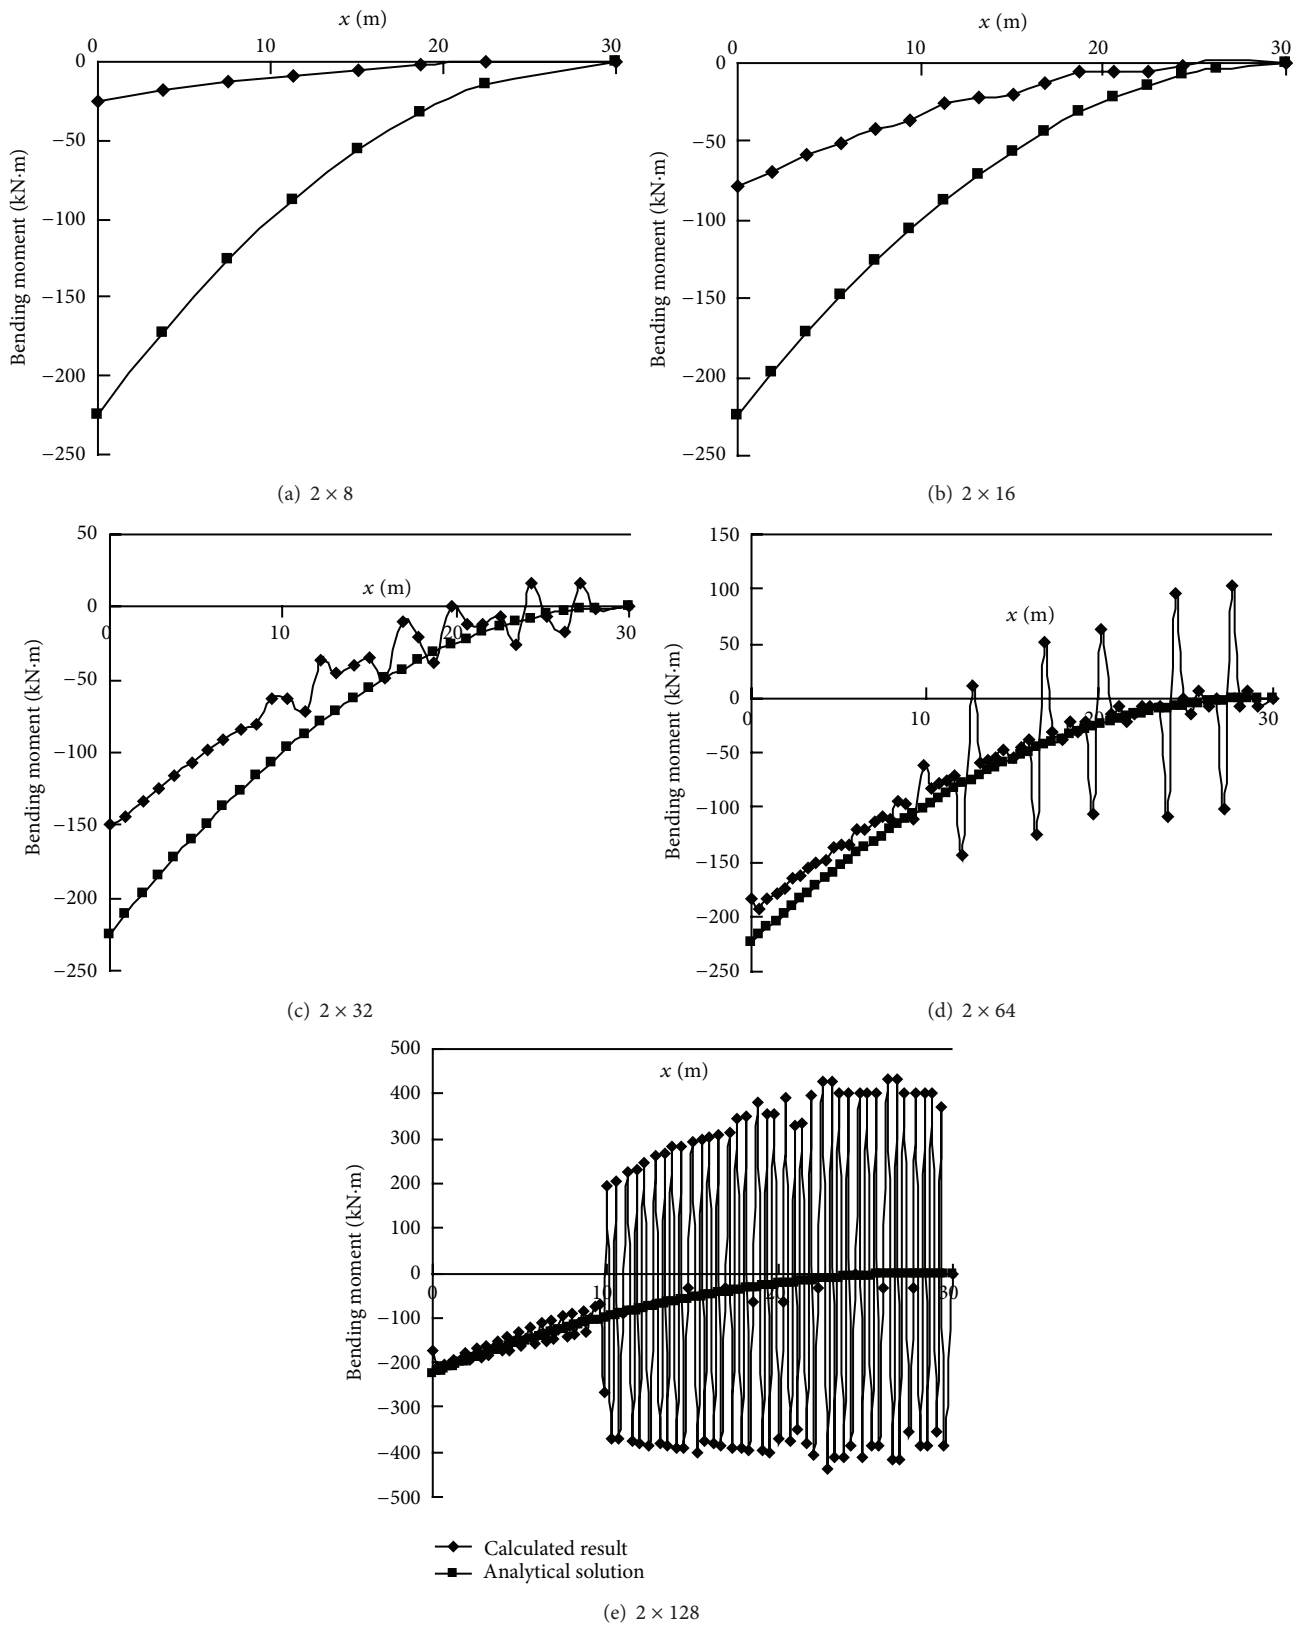 x (m)
0 10 20 30
0
−50
−100
−150
−200
−250
Bending moment (kN·m)
(a) 2 × 8
x (m)
0 10 20 30
0
−50
−100
−150
−200
−250
Bending moment (kN·m)
(b) 2 × 16
50
0
−50
−100
−150
−200
−250
x (m)
0 10 20 30
Bending moment (kN·m)
(c) 2 × 32
150
100
50
0
−50
−100
−150
−200
−250
x (m)
0 10 20 30
Bending moment (kN·m)
(d) 2 × 64
500
400
300
200
100
0
−100
−200
−300
−400
−500
x (m)
0 10 20 30
Bending moment (kN·m)
Calculated result
Analytical solution
(e) 2 × 128